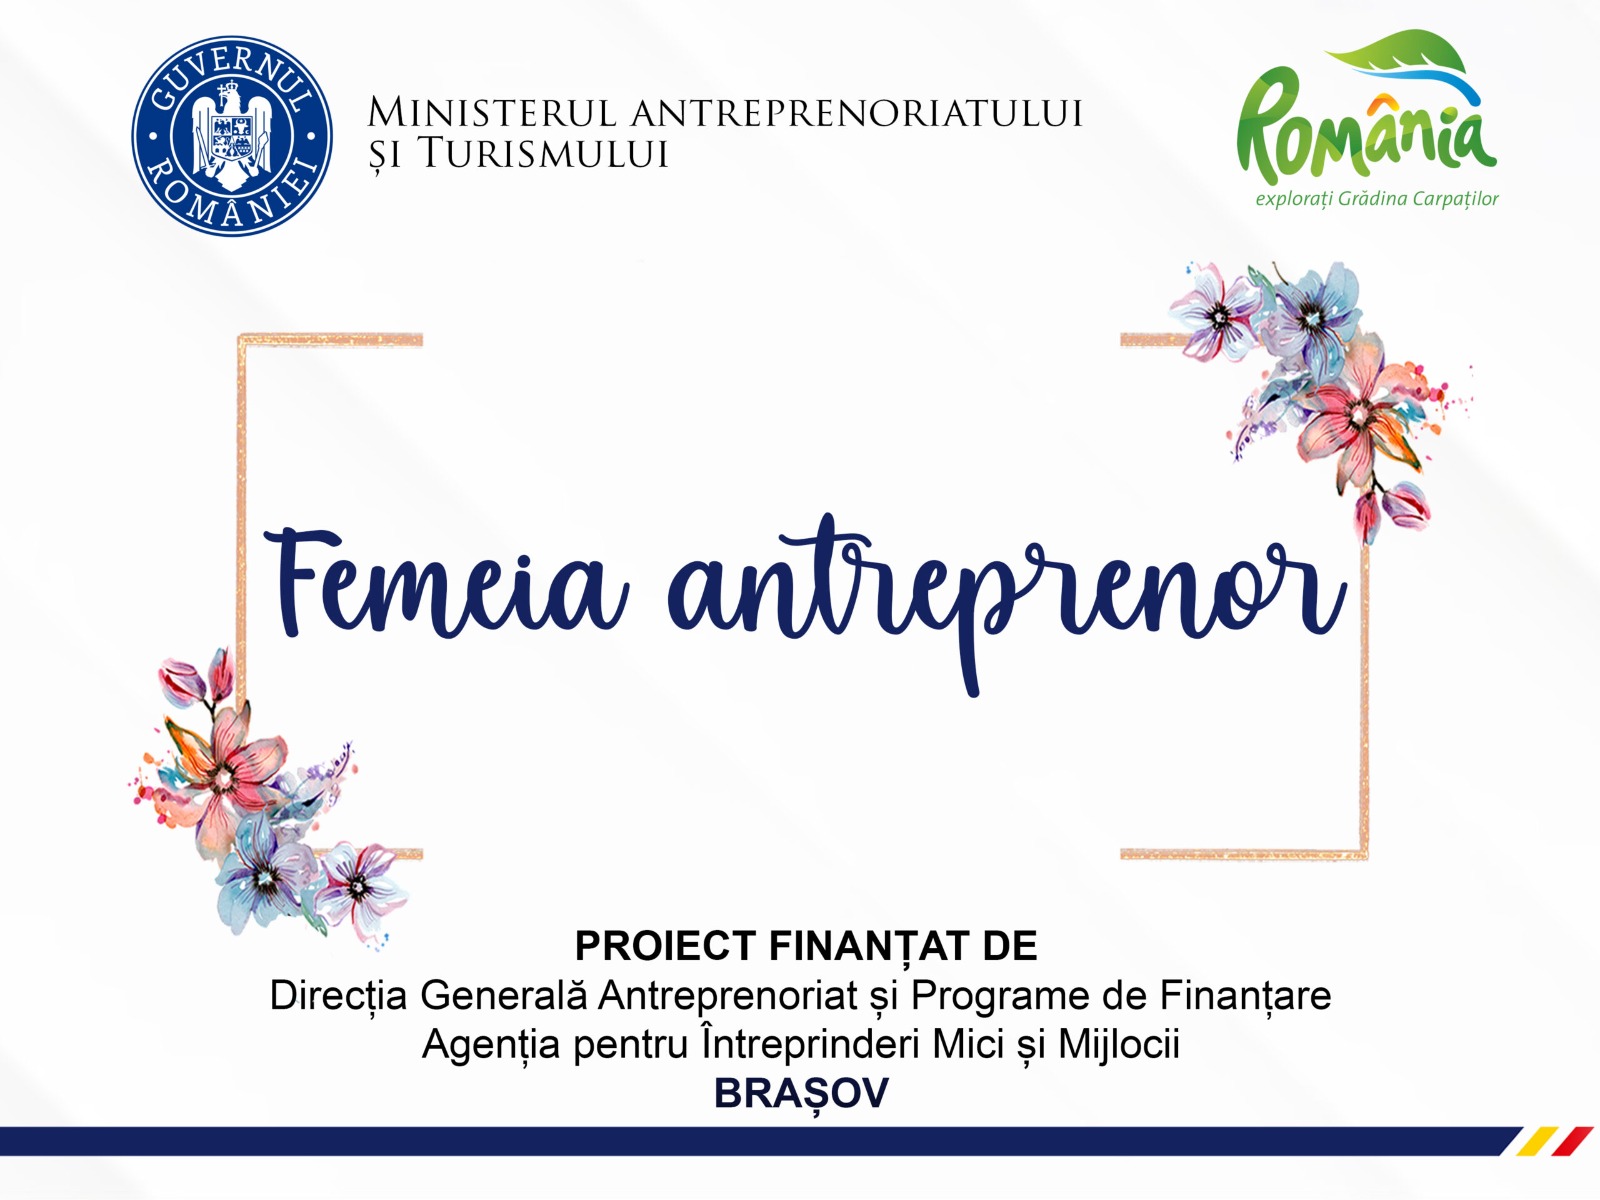 GUVERNUL
ROMÂNIEI
MINISTERUL ANTREPRENORIATULUI
ȘI TURISMULUI
România
explorați Grădina Carpaților
Femeia antreprenor
PROIECT FINANȚAT DE
Direcția Generală Antreprenoriat și Programe de Finanțare
Agenția pentru Întreprinderi Mici și Mijlocii
BRAȘOV